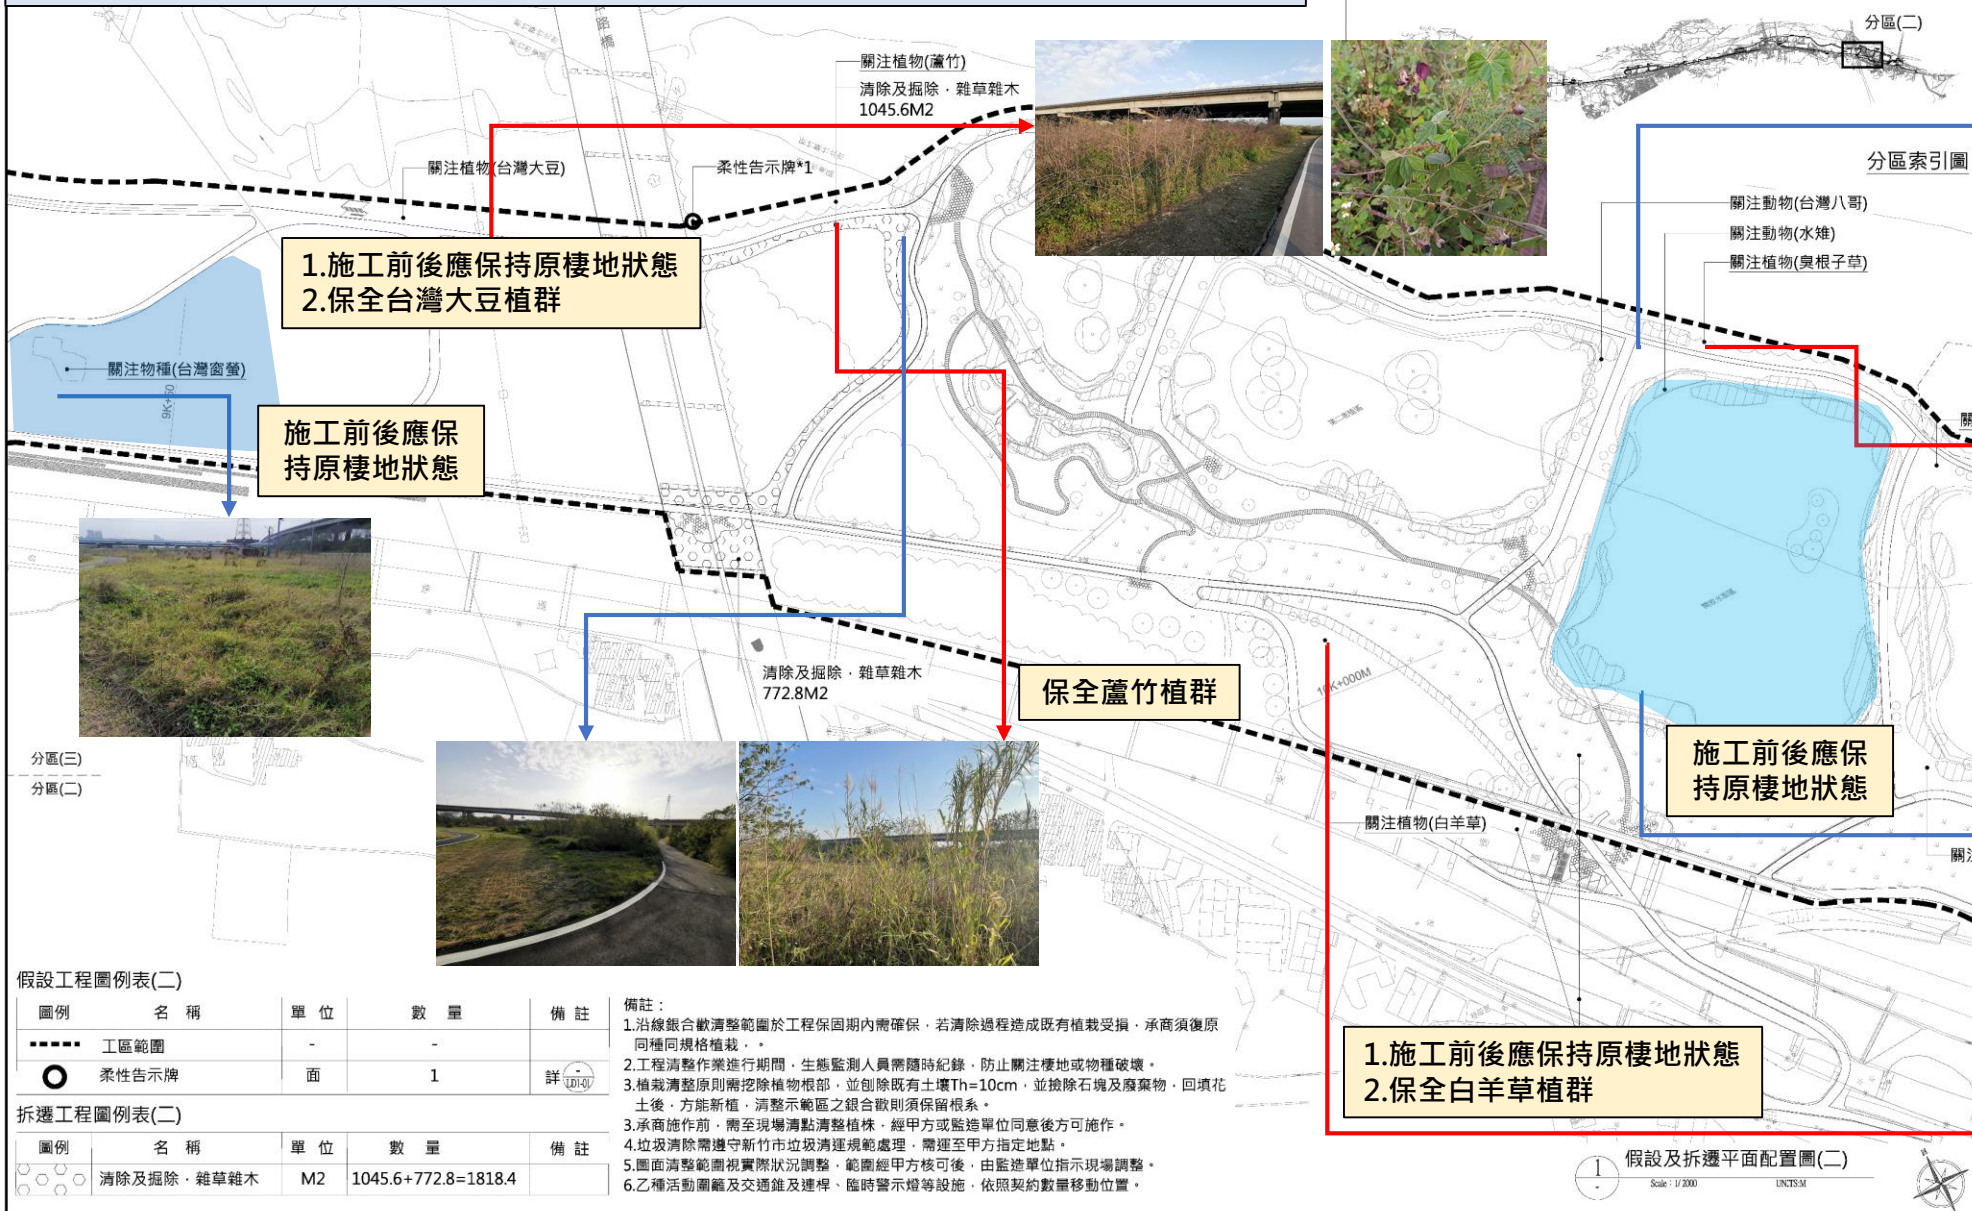 分區(二)
關注植物(蘆竹)
清除及掘除﹒雜草雜木
1045.6M2
分區索引圖
關注植物(台灣大豆)
柔性告示牌*1
關注動物(台灣八哥)
關注動物(水雉)
關注植物(臭根子草)
1.施工前後應保持原棲地狀態
2.保全台灣大豆植群
關注物種(台灣窗螢)
9K+
施工前後應保
持原棲地狀態
路橋
清除及掘除﹒雜草雜木
772.8M2
保全蘆竹植群
10K+000M
施工前後應保
持原棲地狀態
分區(三)
分區(二)
關注植物(白羊草)
1.施工前後應保持原棲地狀態
2.保全白羊草植群
假設工程圖例表(二)
圖例 名 稱 單 位 數 量 備 註
工區範圍 - -
柔性告示牌 面 1 詳 - LD1-01
拆遷工程圖例表(二)
圖例 名 稱 單 位 數 量 備 註
清除及掘除﹒雜草雜木 M2 1045.6+772.8=1818.4
備註：
1.沿線銀合歡清整範圍於工程保固期內需確保﹒若清除過程造成既有植栽受損﹒承商須復原
同種同規格植栽﹒。
2.工程清整作業進行期間﹒生態監測人員需隨時紀錄﹒防止關注棲地或物種破壞。
3.植栽清整原則需挖除植物根部﹒並刨除既有土壤Th=10cm﹒並撿除石塊及廢棄物﹒回填花
土後﹒方能新植﹒清整示範區之銀合歡則須保留根系。
3.承商施作前﹒需至現場清點清整植株﹒經甲方或監造單位同意後方可施作。
4.垃圾清除需遵守新竹市垃圾清運規範處理﹒需運至甲方指定地點。
5.圖面清整範圍視實際狀況調整﹒範圍經甲方核可後﹒由監造單位指示現場調整。
6.乙種活動圍籬及交通錐及連桿、臨時警示燈等設施﹒依照契約數量移動位置。
1
-
假設及拆遷平面配置圖(二)
Scale : 1/ 2000 UNITS:M